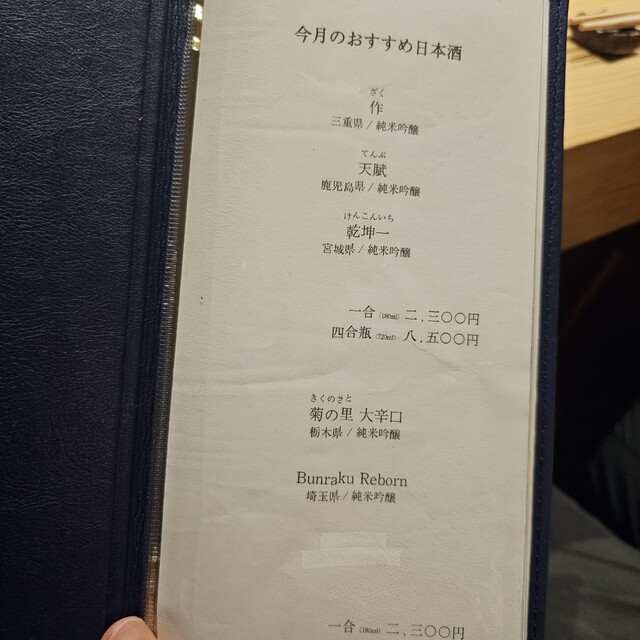 今月のおすすめ日本酒
ざく
作
三重県 / 純米吟醸
てんぶ
天賦
鹿児島県 / 純米吟醸
けんこんいち
乾坤一
宮城県 / 純米吟醸
一合(180ml) 二,三〇〇円
四合瓶(720ml) 八,五〇〇円
きくのさと
菊の里 大辛口
栃木県 / 純米吟醸
Bunraku Reborn
埼玉県 / 純米吟醸
一合(180ml) 二,三〇〇円